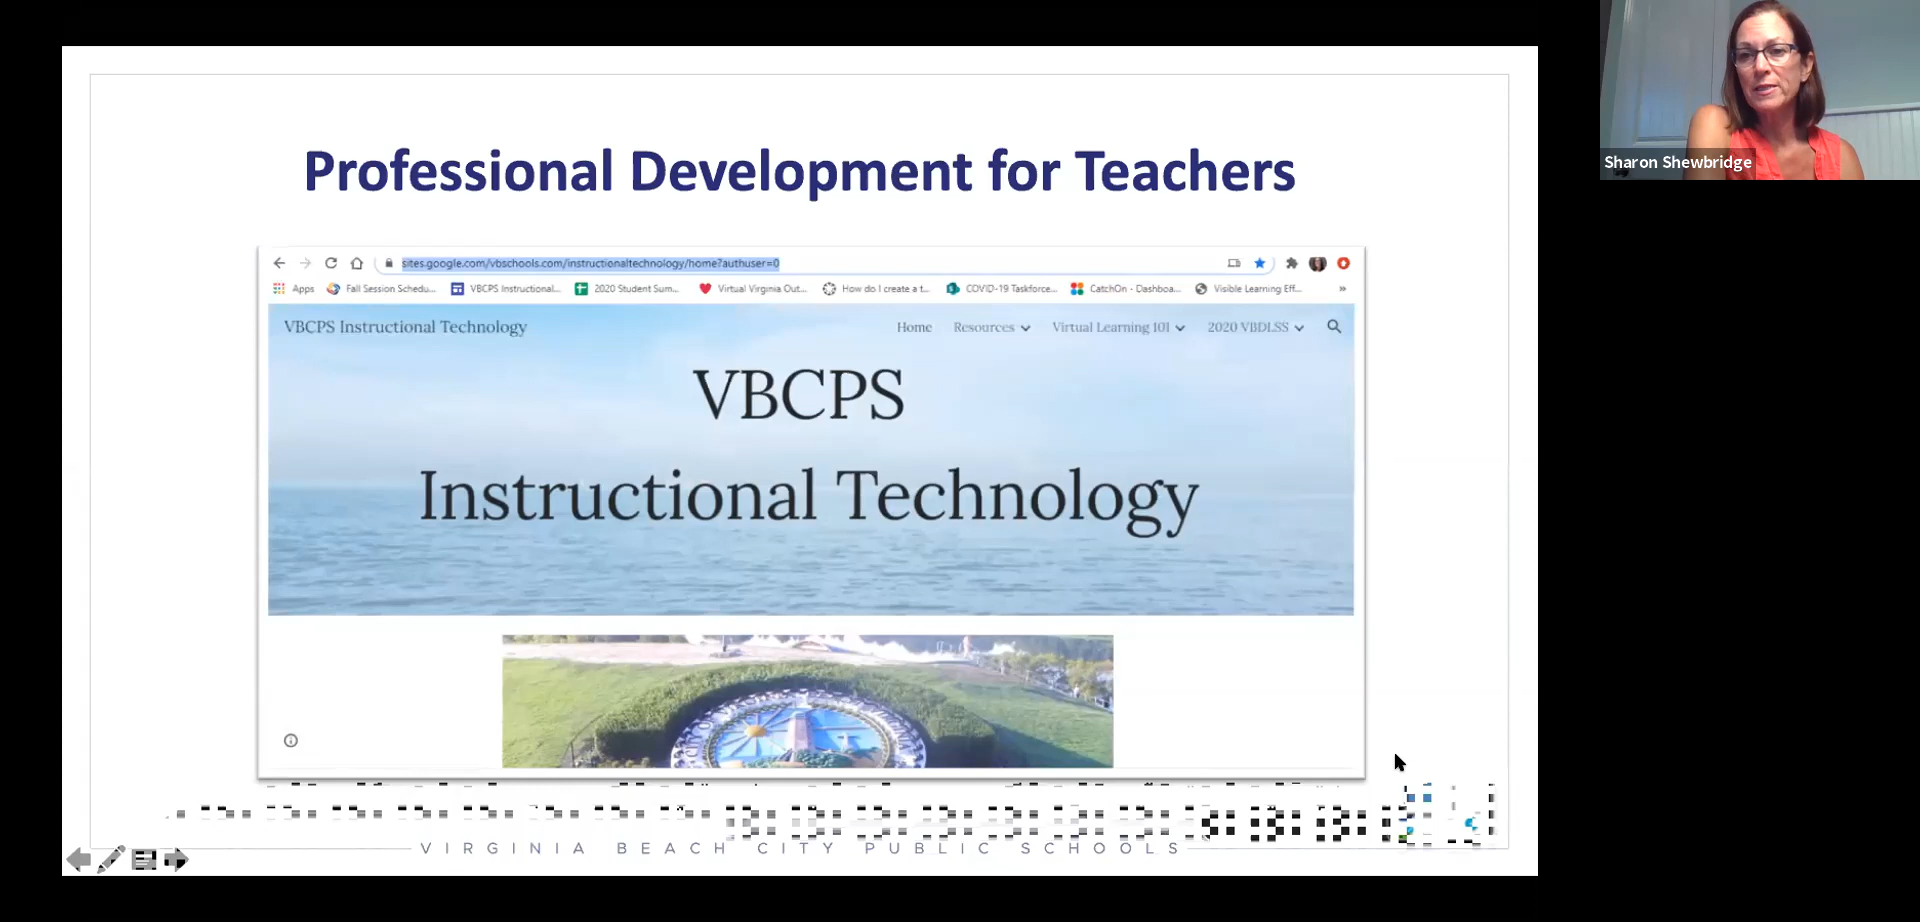 Sharon Shewbridge
Professional Development for Teachers
sites.google.com/vbschools.com/instructionaltechnology/home?authuser=0
Apps Fall Session Schedu... VBCPS Instructional... 2020 Student Sum... Virtual Virginia Out... How do I create a t... COVID-19 Taskforce... CatchOn - Dashboa... Visible Learning Eff... »
VBCPS Instructional Technology Home Resources Virtual Learning 101 2020 VBDLSS
VBCPS
Instructional Technology
VIRGINIA BEACH CITY PUBLIC SCHOOLS